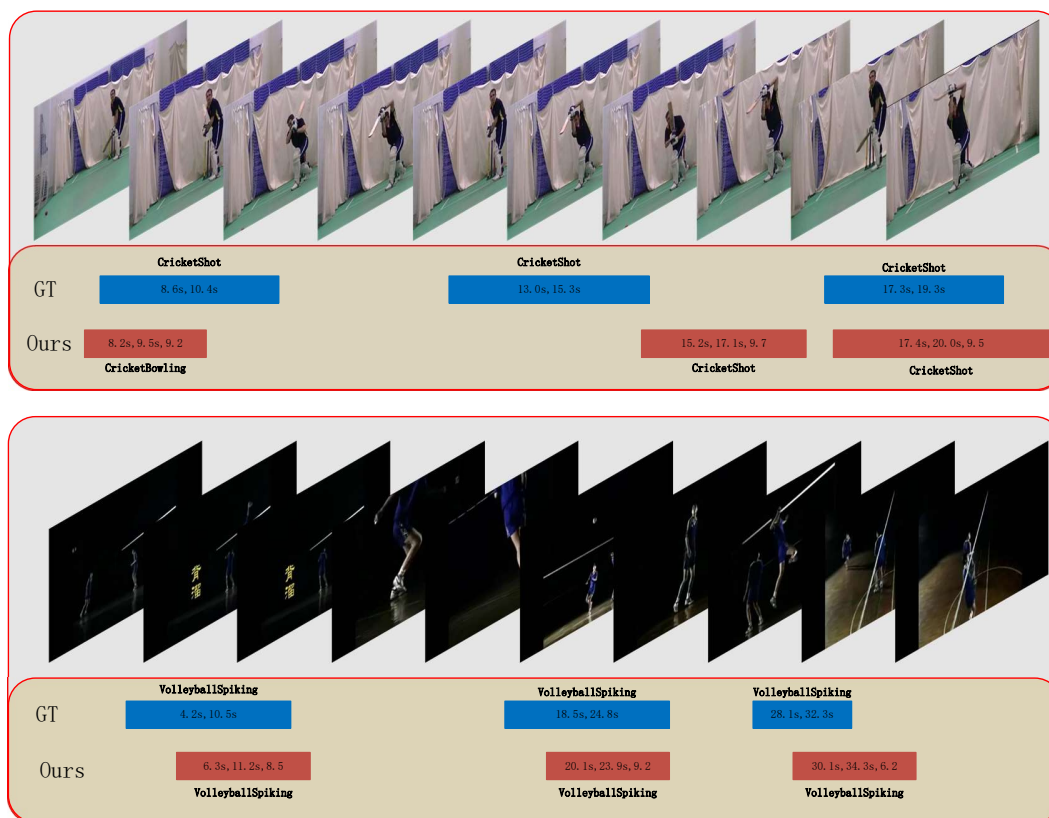 CricketShot CricketShot CricketShot
GT 8.6s,10.4s 13.0s,15.3s 17.3s,19.3s
Ours 8.2s,9.5s,9.2 15.2s,17.1s,9.7 17.4s,20.0s,9.5
CricketBowling CricketShot CricketShot
VolleyballSpiking VolleyballSpiking VolleyballSpiking
GT 4.2s,10.5s 18.5s,24.8s 28.1s,32.3s
Ours 6.3s,11.2s,8.5 20.1s,23.9s,9.2 30.1s,34.3s,6.2
VolleyballSpiking VolleyballSpiking VolleyballSpiking